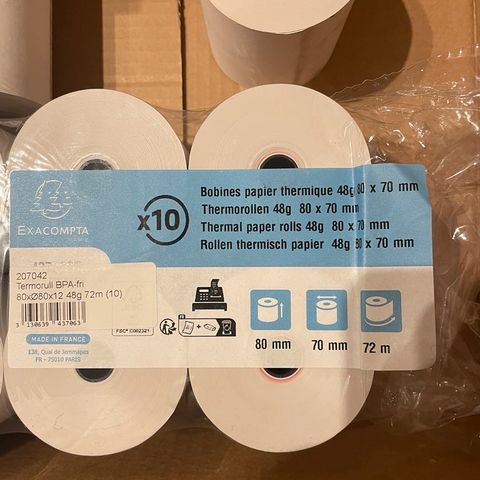 EXACOMPTA
x10
Bobines papier thermique 48g 80 x 70 mm
Thermorollen 48g 80 x 70 mm
Thermal paper rolls 48g 80 x 70 mm
Rollen thermisch papier 48g 80 x 70 mm
207042
Termorull BPA-fri
80xØ80x12 48g 72m (10)
3 130639 437063
FSC® C002321
FR
80 mm
70 mm
72 m
MADE IN FRANCE
138, Quai de Jemmapes
FR - 75010 PARIS